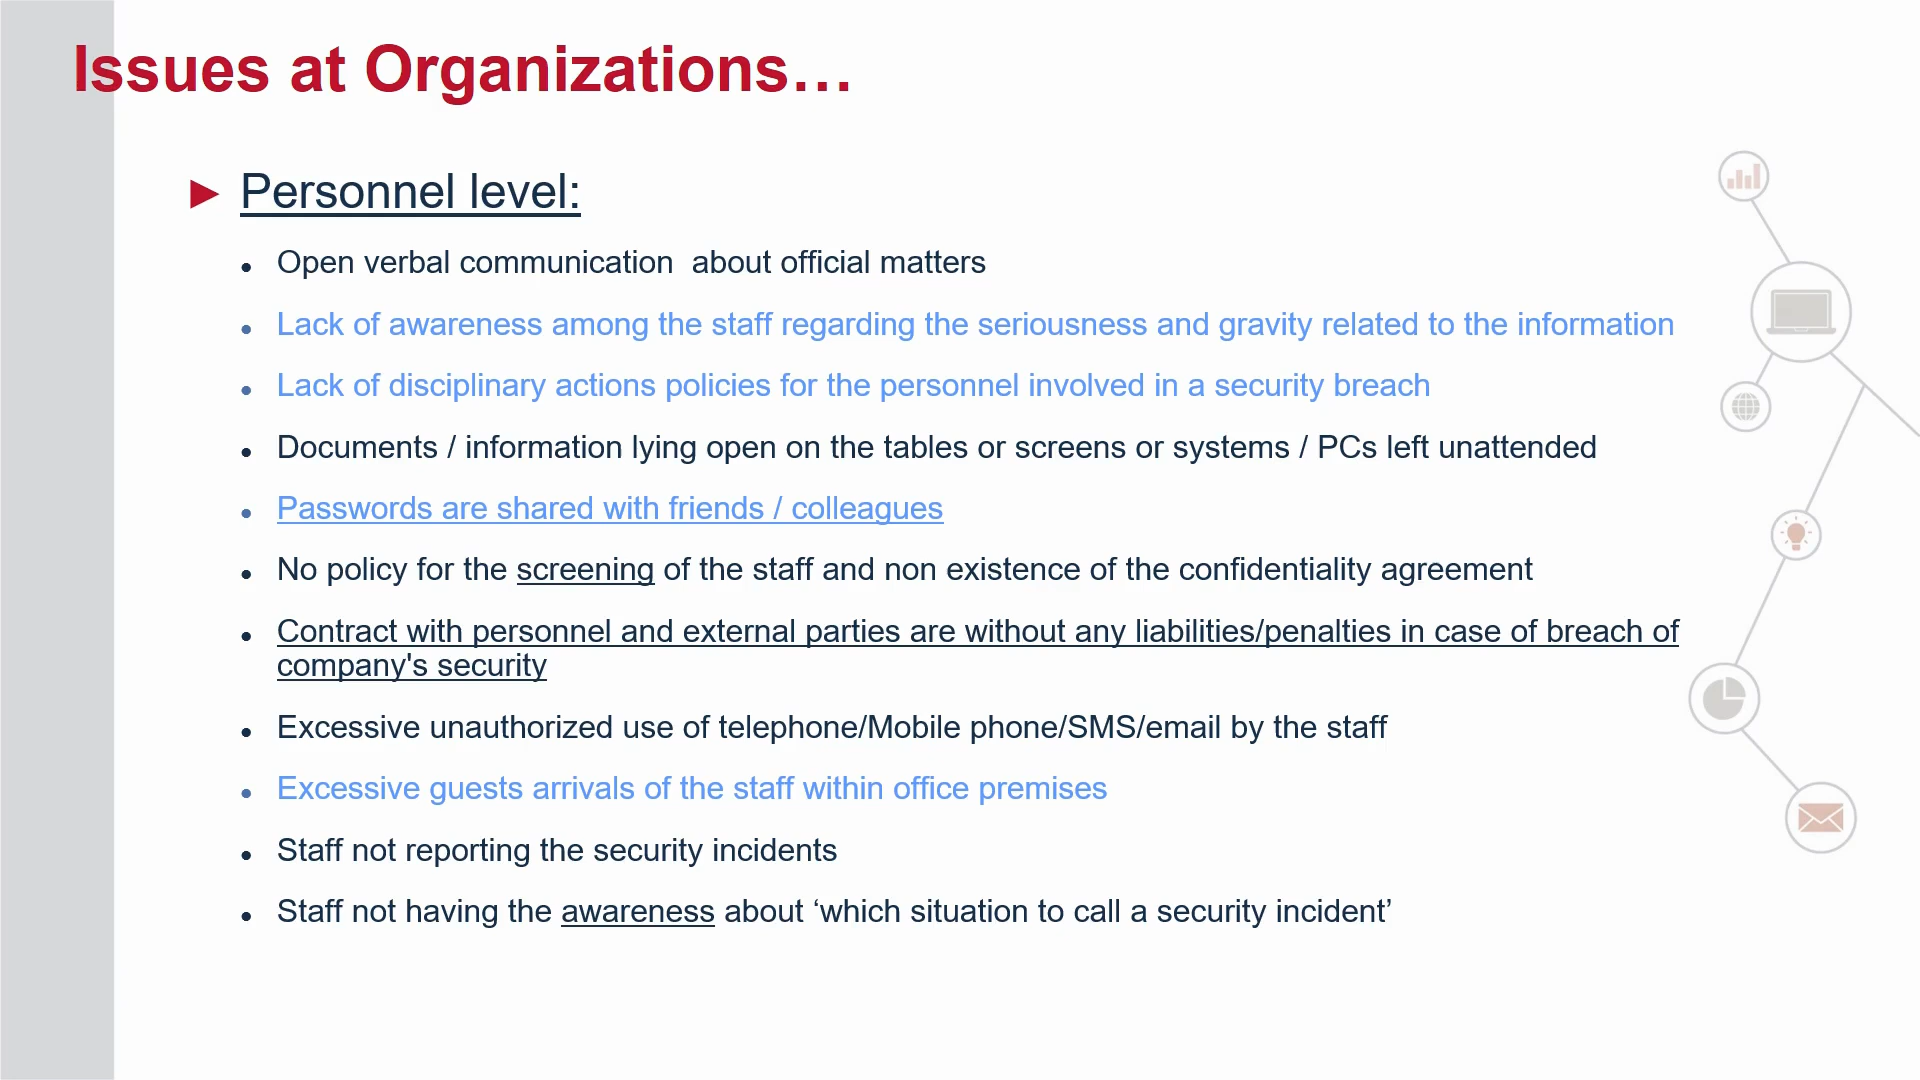 Issues at Organizations…
► Personnel level:
• Open verbal communication  about official matters
• Lack of awareness among the staff regarding the seriousness and gravity related to the information
• Lack of disciplinary actions policies for the personnel involved in a security breach
• Documents / information lying open on the tables or screens or systems / PCs left unattended
• Passwords are shared with friends / colleagues
• No policy for the screening of the staff and non existence of the confidentiality agreement
• Contract with personnel and external parties are without any liabilities/penalties in case of breach of
company's security
• Excessive unauthorized use of telephone/Mobile phone/SMS/email by the staff
• Excessive guests arrivals of the staff within office premises
• Staff not reporting the security incidents
• Staff not having the awareness about ‘which situation to call a security incident’